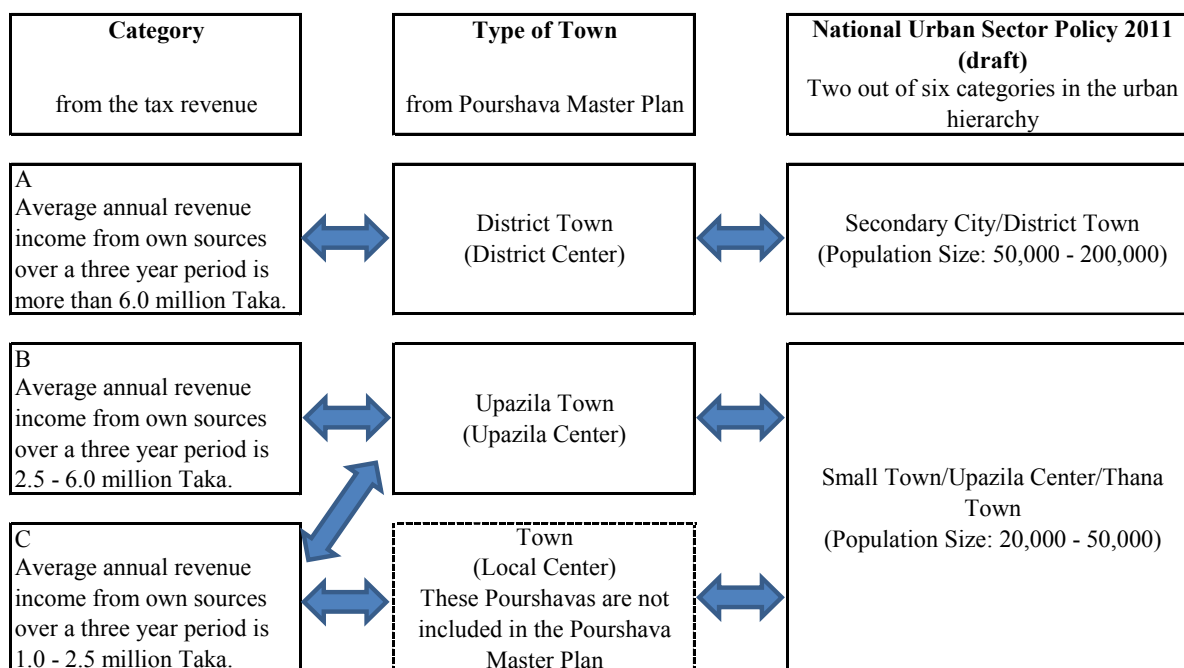 Category
from the tax revenue
Type of Town
from Pourshava Master Plan
National Urban Sector Policy 2011
(draft)
Two out of six categories in the urban
hierarchy
A
Average annual revenue
income from own sources
over a three year period is
more than 6.0 million Taka.
District Town
(District Center)
Secondary City/District Town
(Population Size: 50,000 - 200,000)
B
Average annual revenue
income from own sources
over a three year period is
2.5 - 6.0 million Taka.
Upazila Town
(Upazila Center)
Small Town/Upazila Center/Thana
Town
(Population Size: 20,000 - 50,000)
C
Average annual revenue
income from own sources
over a three year period is
1.0 - 2.5 million Taka.
Town
(Local Center)
These Pourshavas are not
included in the Pourshava
Master Plan